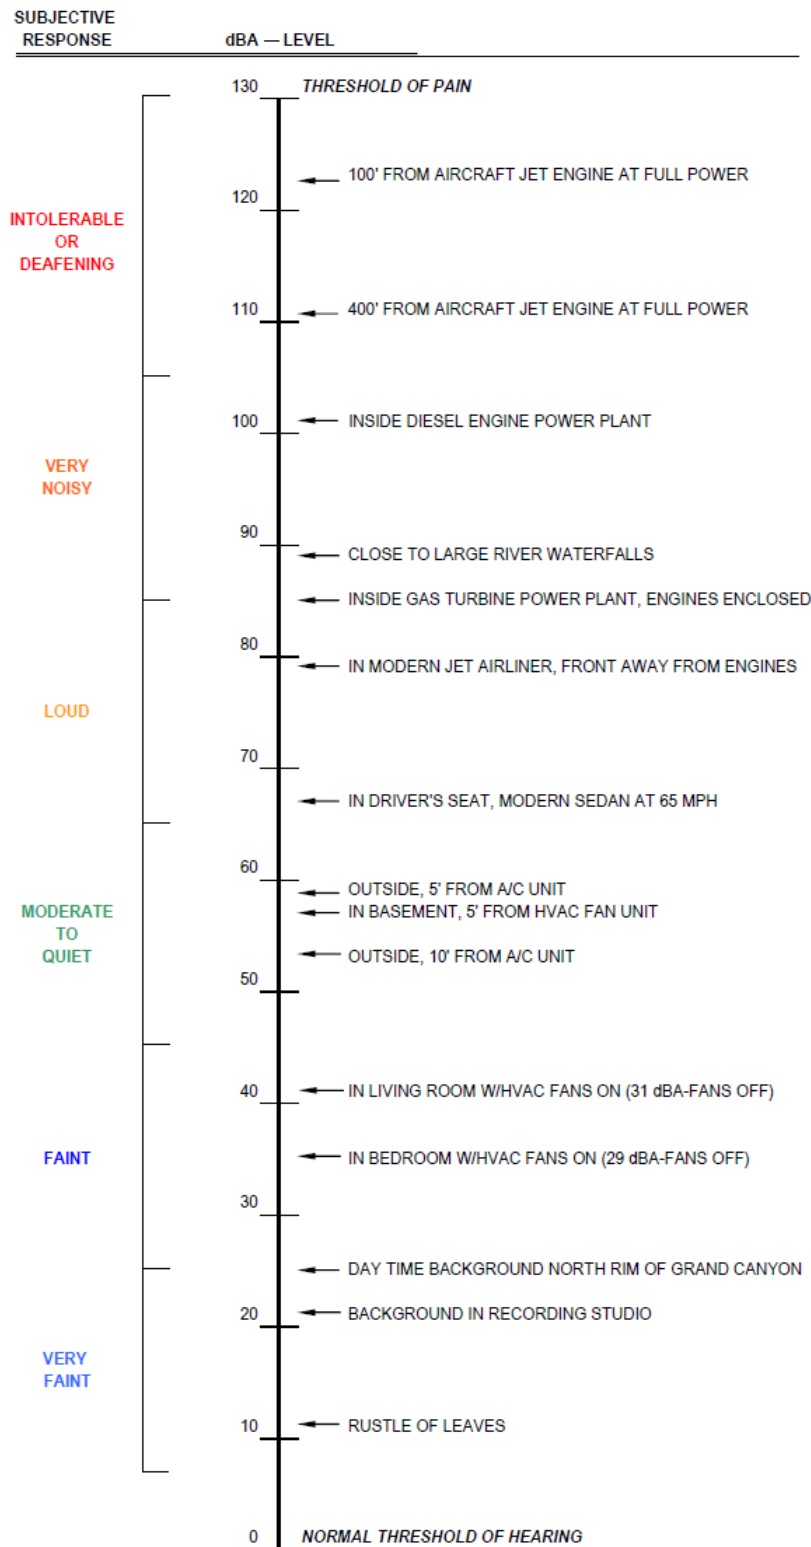 SUBJECTIVE
RESPONSE dBA — LEVEL
130 THRESHOLD OF PAIN
100' FROM AIRCRAFT JET ENGINE AT FULL POWER
120
INTOLERABLE
OR
DEAFENING
110 400' FROM AIRCRAFT JET ENGINE AT FULL POWER
100 INSIDE DIESEL ENGINE POWER PLANT
VERY
NOISY
90
CLOSE TO LARGE RIVER WATERFALLS
INSIDE GAS TURBINE POWER PLANT, ENGINES ENCLOSED
80
IN MODERN JET AIRLINER, FRONT AWAY FROM ENGINES
LOUD
70
IN DRIVER'S SEAT, MODERN SEDAN AT 65 MPH
60
OUTSIDE, 5' FROM A/C UNIT
IN BASEMENT, 5' FROM HVAC FAN UNIT
MODERATE
TO
QUIET
OUTSIDE, 10' FROM A/C UNIT
50
40 IN LIVING ROOM W/HVAC FANS ON (31 dBA-FANS OFF)
FAINT
IN BEDROOM W/HVAC FANS ON (29 dBA-FANS OFF)
30
DAY TIME BACKGROUND NORTH RIM OF GRAND CANYON
20 BACKGROUND IN RECORDING STUDIO
VERY
FAINT
10 RUSTLE OF LEAVES
0 NORMAL THRESHOLD OF HEARING